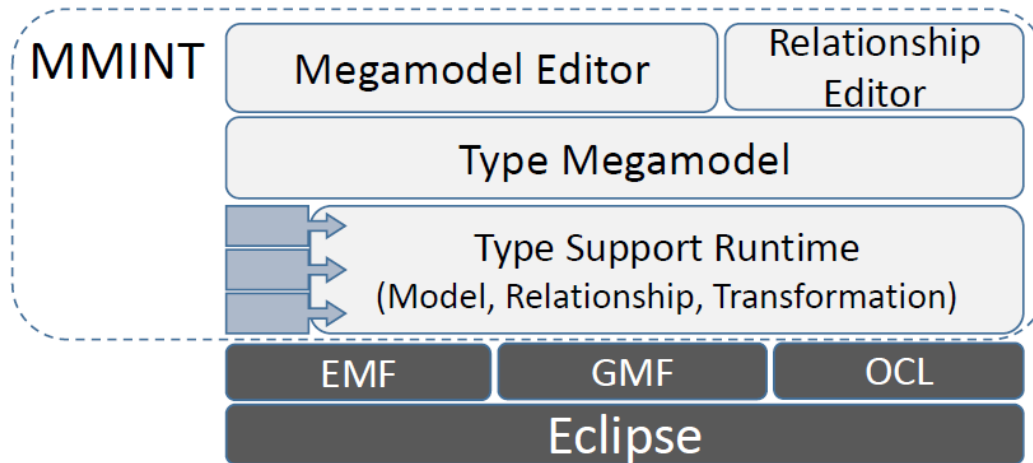 MMINT
Megamodel Editor
Relationship
Editor
Type Megamodel
Type Support Runtime
(Model, Relationship, Transformation)
EMF
GMF
OCL
Eclipse